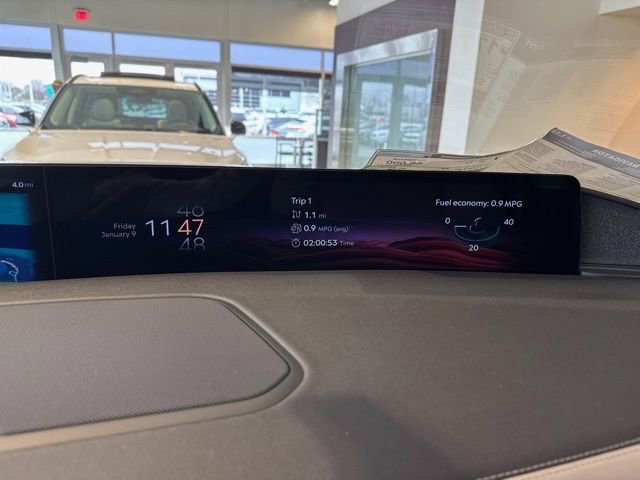 EXIT
4.0 mi
Friday
January 9
11
46
47
48
Trip 1
1.1 mi
0.9 MPG (avg)
02:00:53 Time
Fuel economy: 0.9 MPG
0
40
20